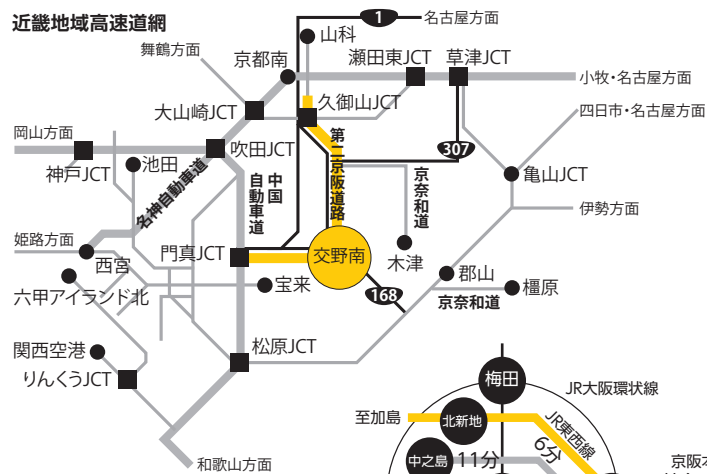 近畿地域高速道網
1
名古屋方面
山科
舞鶴方面
京都南
瀬田東JCT
草津JCT
小牧・名古屋方面
大山崎JCT
久御山JCT
四日市・名古屋方面
岡山方面
神戸JCT
池田
吹田JCT
第二京阪道路
307
京奈和道
亀山JCT
名神自動車道
中国
自動車道
伊勢方面
姫路方面
西宮
門真JCT
交野南
木津
六甲アイランド北
宝来
168
郡山
橿原
京奈和道
関西空港
りんくうJCT
松原JCT
和歌山方面
梅田
JR大阪環状線
至加島
北新地
JR東西線
6分
中之島
11分